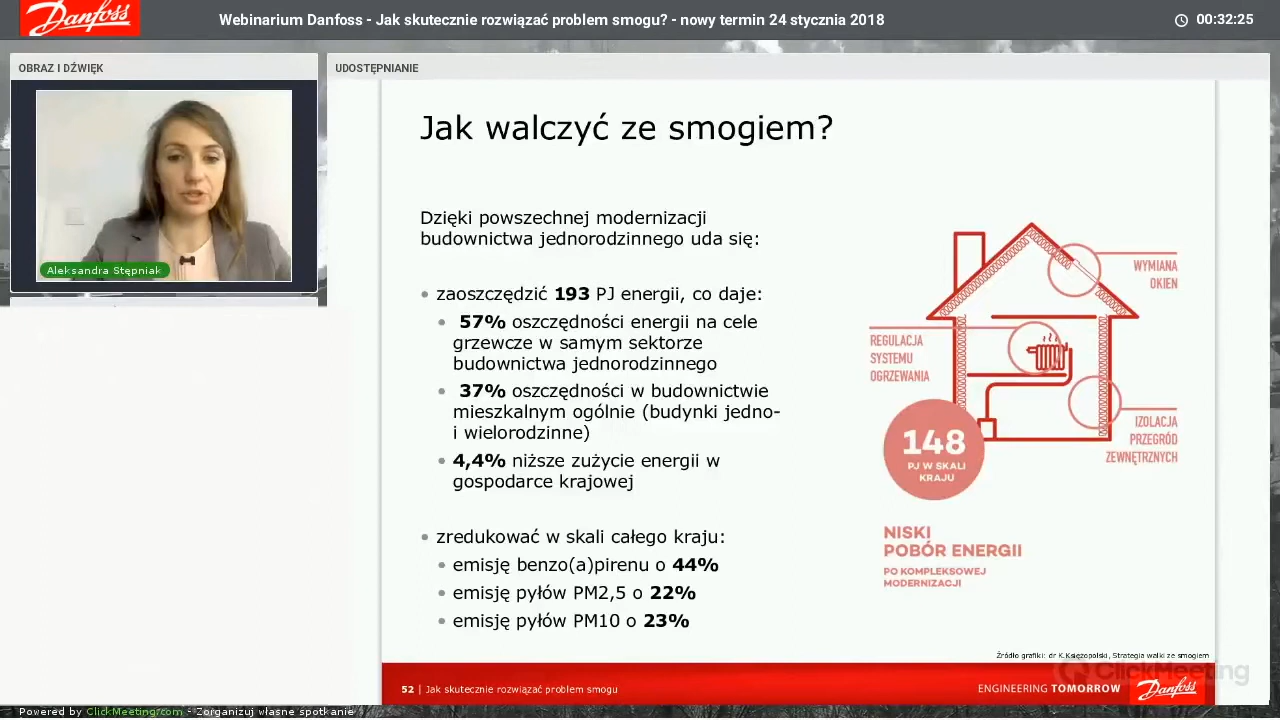 Danfoss
Webinarium Danfoss - Jak skutecznie rozwiązać problem smogu? - nowy termin 24 stycznia 2018
00:32:25
OBRAZ I DŹWIĘK
UDOSTĘPNIANIE
Aleksandra Stępniak
Jak walczyć ze smogiem?
Dzięki powszechnej modernizacji
budownictwa jednorodzinnego uda się:
zaoszczędzić 193 PJ energii, co daje:
57% oszczędności energii na cele
grzewcze w samym sektorze
budownictwa jednorodzinnego
37% oszczędności w budownictwie
mieszkalnym ogólnie (budynki jedno-
i wielorodzinne)
4,4% niższe zużycie energii w
gospodarce krajowej
zredukować w skali całego kraju:
emisję benzo(a)pirenu o 44%
emisję pyłów PM2,5 o 22%
emisję pyłów PM10 o 23%
WYMIANA
OKIEN
REGULACJA
SYSTEMU
OGRZEWANIA
IZOLACJA
PRZEGRÓD
ZEWNĘTRZNYCH
148
PJ W SKALI
KRAJU
NISKI
POBÓR ENERGII
PO KOMPLEKSOWEJ
MODERNIZACJI
Źródło grafiki: dr K.Księżopolski, Strategia walki ze smogiem
ClickMeeting
52 | Jak skutecznie rozwiązać problem smogu
ENGINEERING TOMORROW
Danfoss
Powered by ClickMeeting.com - Zorganizuj własne spotkanie